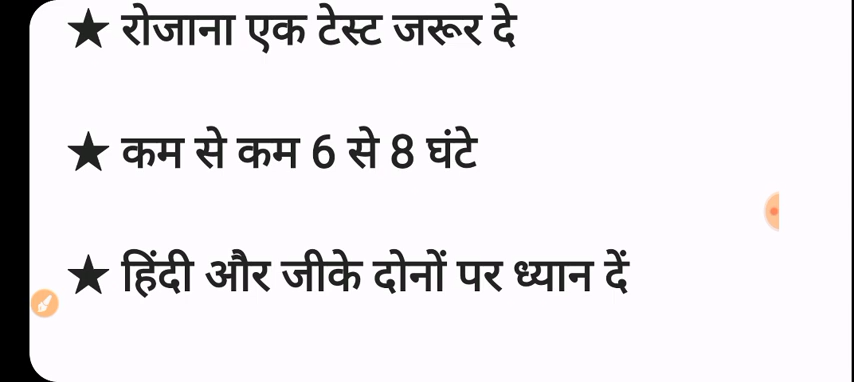 ★ रोजाना एक टेस्ट जरूर दे
★ कम से कम 6 से 8 घंटे
★ हिंदी और जीके दोनों पर ध्यान दें